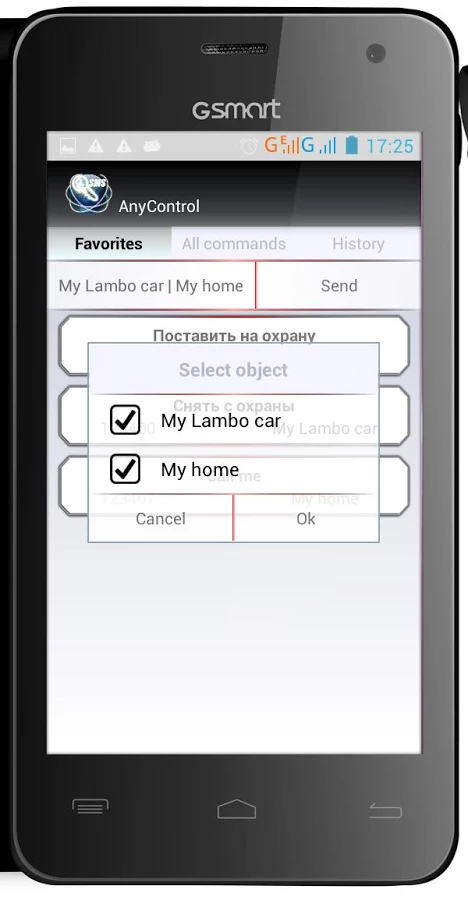 GSmart
G E G 17:25
SMS
AnyControl
Favorites All commands History
My Lambo car | My home Send
Поставить на охрану
Select object
Снять с охраны
My Lambo car
My Lambo car
My home
Call me
My home
Cancel Ok